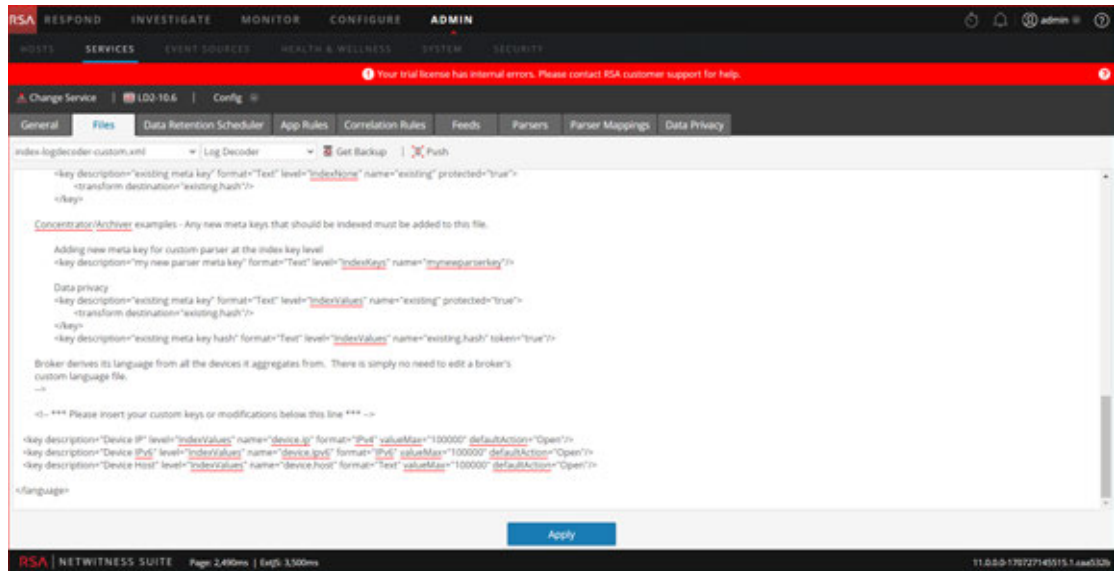 RSA RESPOND INVESTIGATE MONITOR CONFIGURE ADMIN admin
HOSTS SERVICES EVENT SOURCES HEALTH & WELLNESS SYSTEM SECURITY
Your trial license has internal errors. Please contact RSA customer support for help.
Change Service | LD2-10.6 | Config
General Files Data Retention Scheduler App Rules Correlation Rules Feeds Parsers Parser Mappings Data Privacy
index-logdecoder-custom.xml Log Decoder Get Backup | Push
<key description="existing meta key" format="Text" level="IndexNone" name="existing" protected="true">
<transform destination="existing.hash"/>
</key>
Concentrator/Archiver examples - Any new meta keys that should be indexed must be added to this file.
Adding new meta key for custom parser at the index key level
<key description="my new parser meta key" format="Text" level="IndexKeys" name="mynewparserkey"/>
Data privacy
<key description="existing meta key" format="Text" level="IndexValues" name="existing" protected="true">
<transform destination="existing.hash"/>
</key>
<key description="existing meta key hash" format="Text" level="IndexValues" name="existing.hash" token="true"/>
Broker derives its language from all the devices it aggregates from. There is simply no need to edit a broker's
custom language file.
-->
<!-- *** Please insert your custom keys or modifications below this line *** -->
<key description="Device IP" level="IndexValues" name="device.ip" format="IPv4" valueMax="100000" defaultAction="Open"/>
<key description="Device IPv6" level="IndexValues" name="device.ipv6" format="IPv6" valueMax="100000" defaultAction="Open"/>
<key description="Device Host" level="IndexValues" name="device.host" format="Text" valueMax="100000" defaultAction="Open"/>
</language>
Apply
RSA | NETWITNESS SUITE Page: 2,490ms | ExtJS: 3,500ms 11.0.0.0-170727145515.1.eaa532b